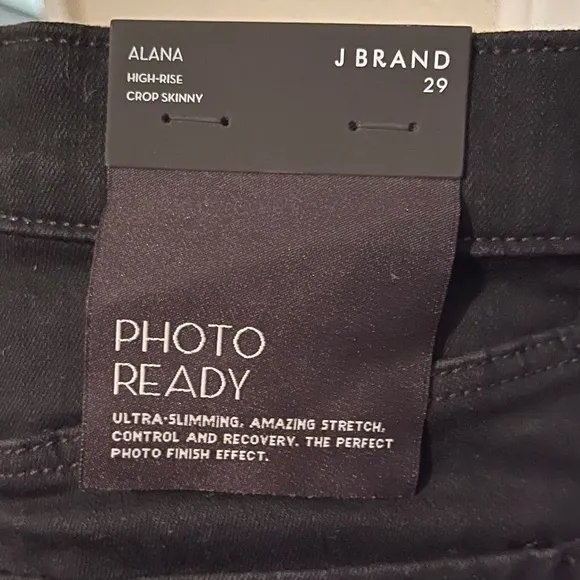 ALANA
HIGH-RISE
CROP SKINNY
J BRAND
29
PHOTO
READY
ULTRA-SLIMMING, AMAZING STRETCH,
CONTROL AND RECOVERY. THE PERFECT
PHOTO FINISH EFFECT.